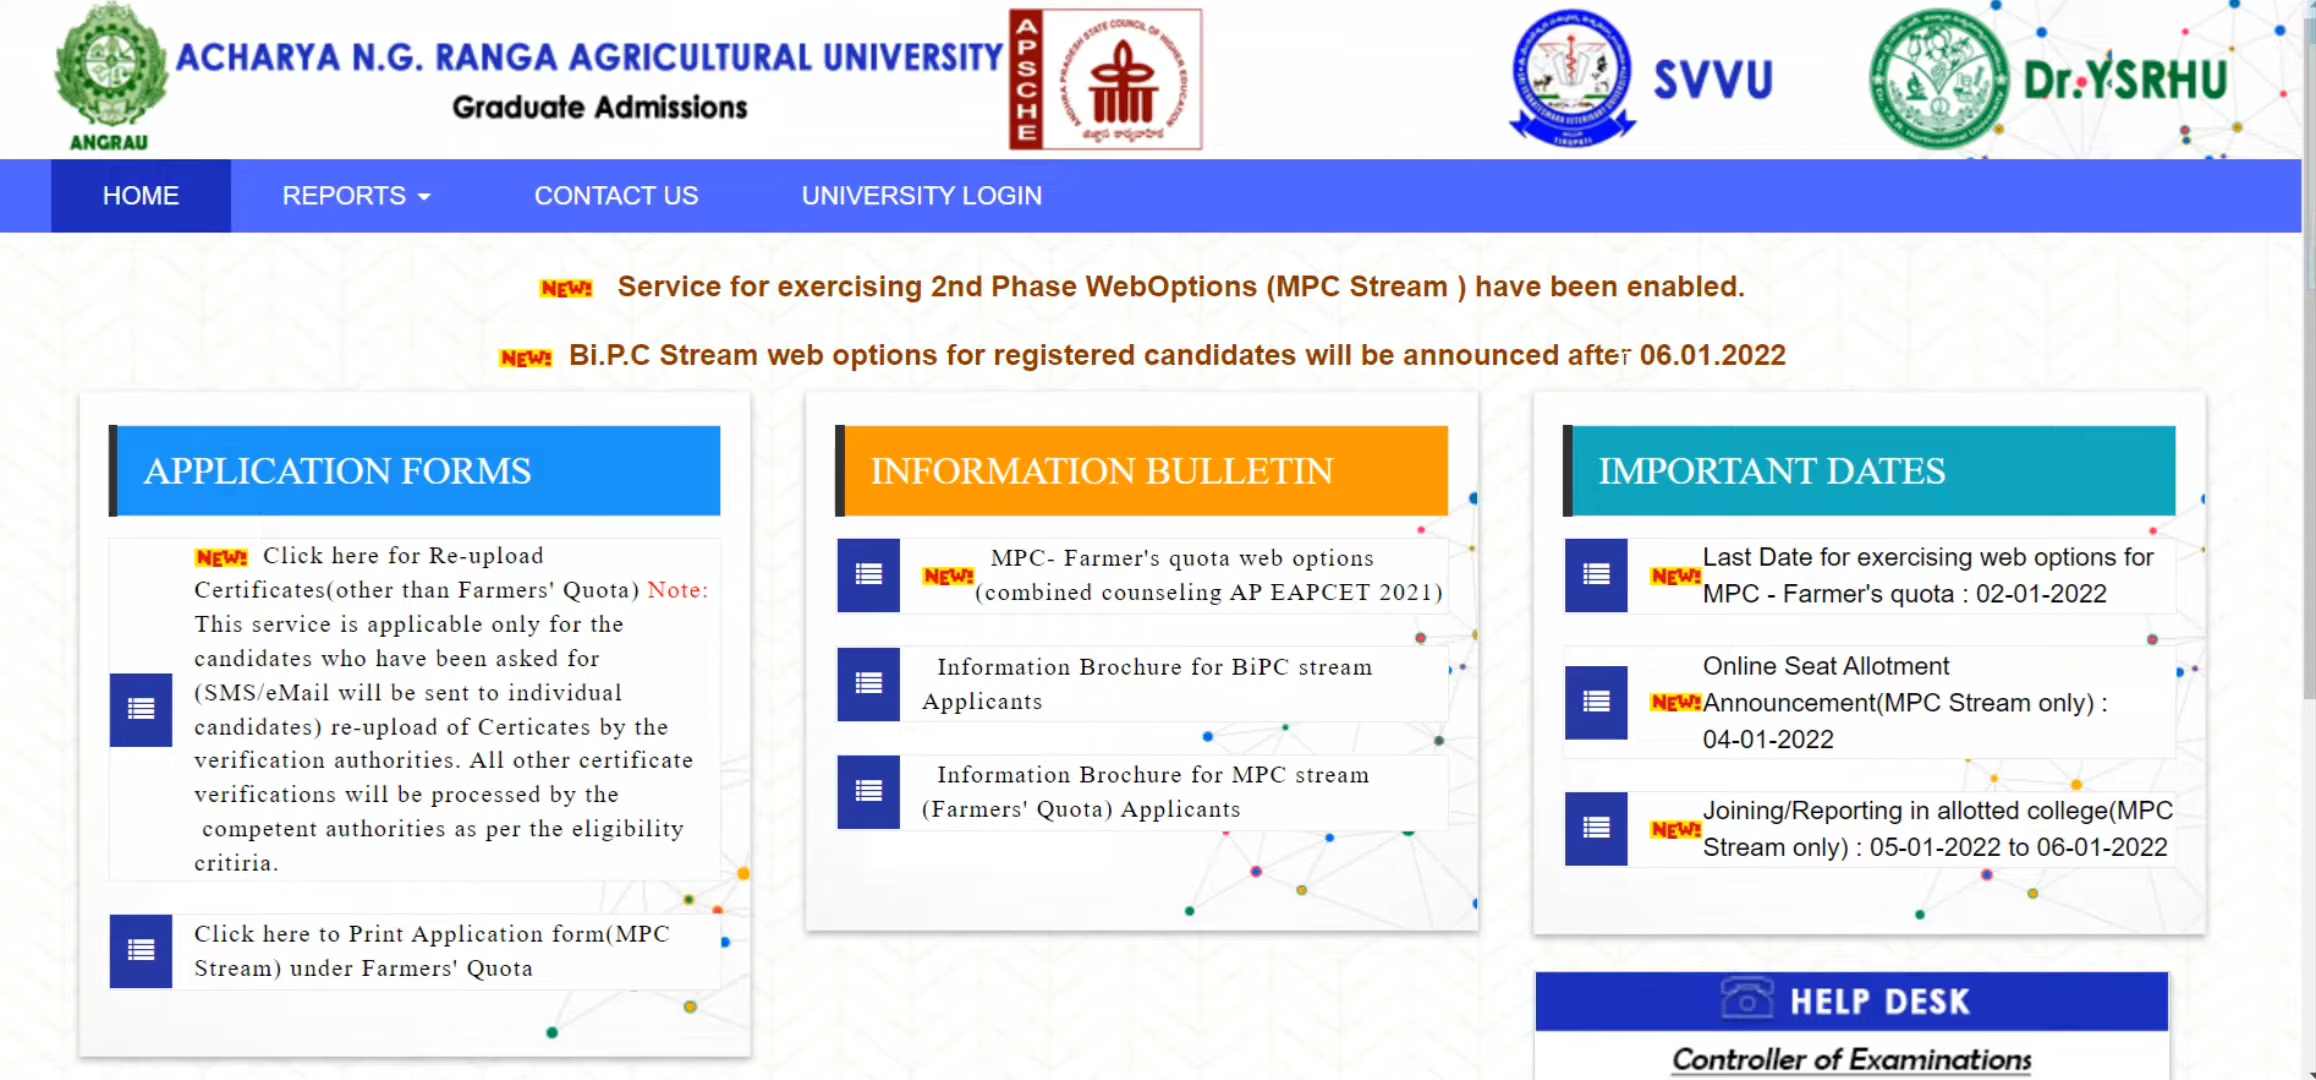 ACHARYA N.G. RANGA AGRICULTURAL UNIVERSITY
Graduate Admissions
ANGRAU
APSCHE
ANDHRA PRADESH STATE COUNCIL OF HIGHER EDUCATION
SVVU
Dr.YSRHU
HOME
REPORTS
CONTACT US
UNIVERSITY LOGIN
NEW! Service for exercising 2nd Phase WebOptions (MPC Stream ) have been enabled.
NEW! Bi.P.C Stream web options for registered candidates will be announced after 06.01.2022
APPLICATION FORMS
NEW! Click here for Re-upload
Certificates(other than Farmers' Quota) Note:
This service is applicable only for the
candidates who have been asked for
(SMS/eMail will be sent to individual
candidates) re-upload of Certicates by the
verification authorities. All other certificate
verifications will be processed by the
competent authorities as per the eligibility
critiria.
Click here to Print Application form(MPC
Stream) under Farmers' Quota
INFORMATION BULLETIN
NEW! MPC- Farmer's quota web options
(combined counseling AP EAPCET 2021)
Information Brochure for BiPC stream
Applicants
Information Brochure for MPC stream
(Farmers' Quota) Applicants
IMPORTANT DATES
NEW! Last Date for exercising web options for
MPC - Farmer's quota : 02-01-2022
Online Seat Allotment
NEW! Announcement(MPC Stream only) :
04-01-2022
NEW! Joining/Reporting in allotted college(MPC
Stream only) : 05-01-2022 to 06-01-2022
HELP DESK
Controller of Examinations